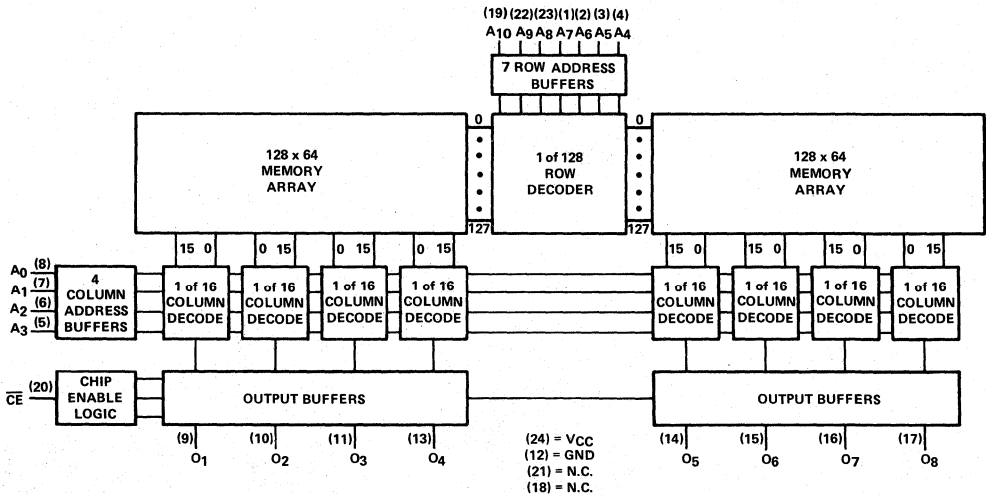 (19) (22) (23) (1) (2) (3) (4)
A10 A9 A8 A7 A6 A5 A4
7 ROW ADDRESS
BUFFERS
128 x 64
MEMORY
ARRAY
0
127
1 of 128
ROW
DECODER
0
127
128 x 64
MEMORY
ARRAY
15 0
0 15
0 15
0 15
15 0
15 0
15 0
0 15
A0 (8)
A1 (7)
A2 (6)
A3 (5)
4
COLUMN
ADDRESS
BUFFERS
1 of 16
COLUMN
DECODE
1 of 16
COLUMN
DECODE
1 of 16
COLUMN
DECODE
1 of 16
COLUMN
DECODE
1 of 16
COLUMN
DECODE
1 of 16
COLUMN
DECODE
1 of 16
COLUMN
DECODE
1 of 16
COLUMN
DECODE
CE (20)
CHIP
ENABLE
LOGIC
OUTPUT BUFFERS
OUTPUT BUFFERS
(9) (10) (11) (13)
O1 O2 O3 O4
(24) = VCC
(12) = GND
(21) = N.C.
(18) = N.C.
(14) (15) (16) (17)
O5 O6 O7 O8